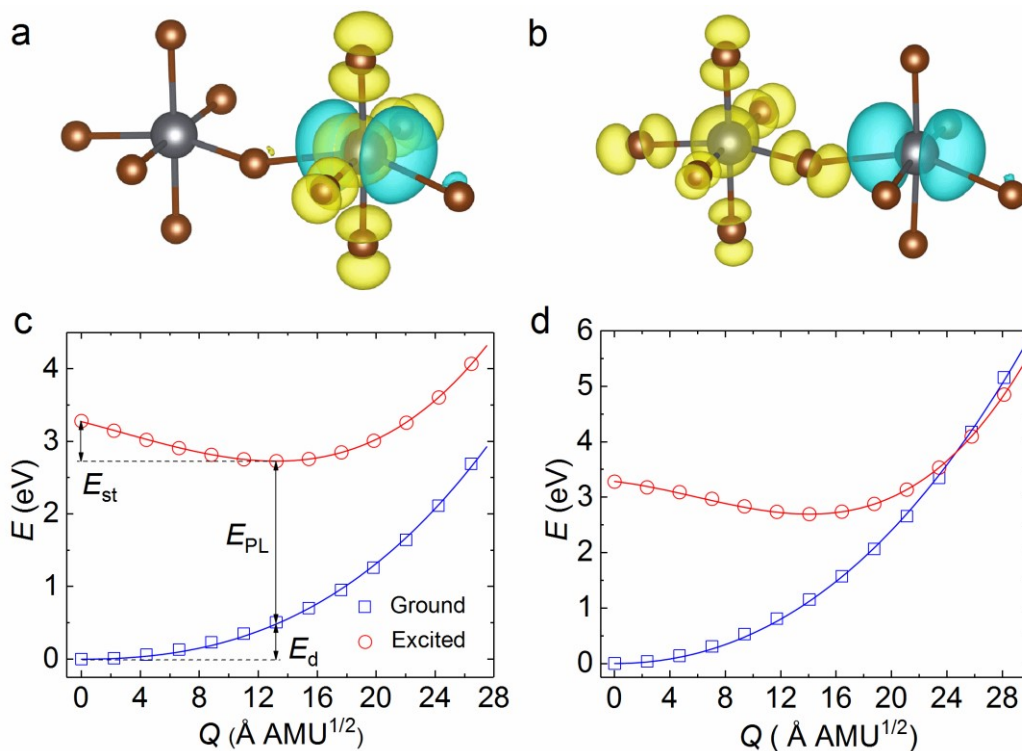 a
b
c
4
3
2
1
0
E (eV)
E_st
E_PL
E_d
Ground
Excited
0 4 8 12 16 20 24 28
Q (Å AMU^1/2)
d
6
5
4
3
2
1
0
E (eV)
0 4 8 12 16 20 24 28
Q ( Å AMU^1/2)